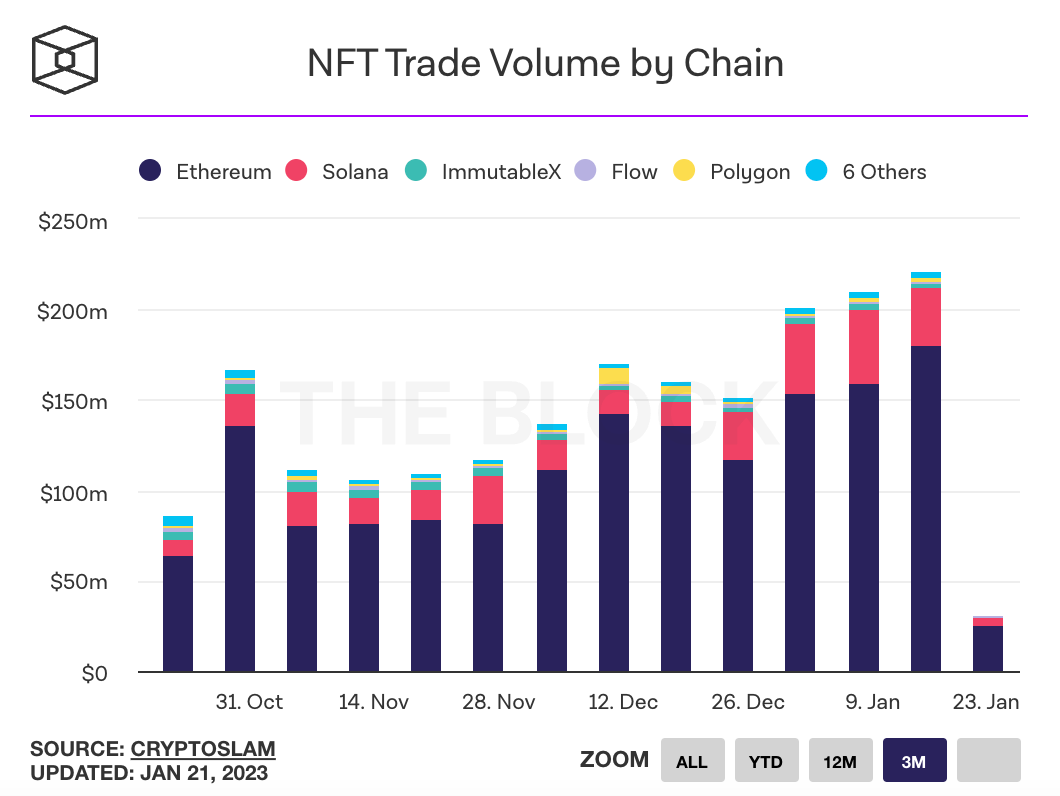 NFT Trade Volume by Chain
Ethereum Solana ImmutableX Flow Polygon 6 Others
$250m
$200m
$150m
$100m
$50m
$0
THE BLOCK
31. Oct 14. Nov 28. Nov 12. Dec 26. Dec 9. Jan 23. Jan
SOURCE: CRYPTOSLAM
UPDATED: JAN 21, 2023
ZOOM ALL YTD 12M 3M